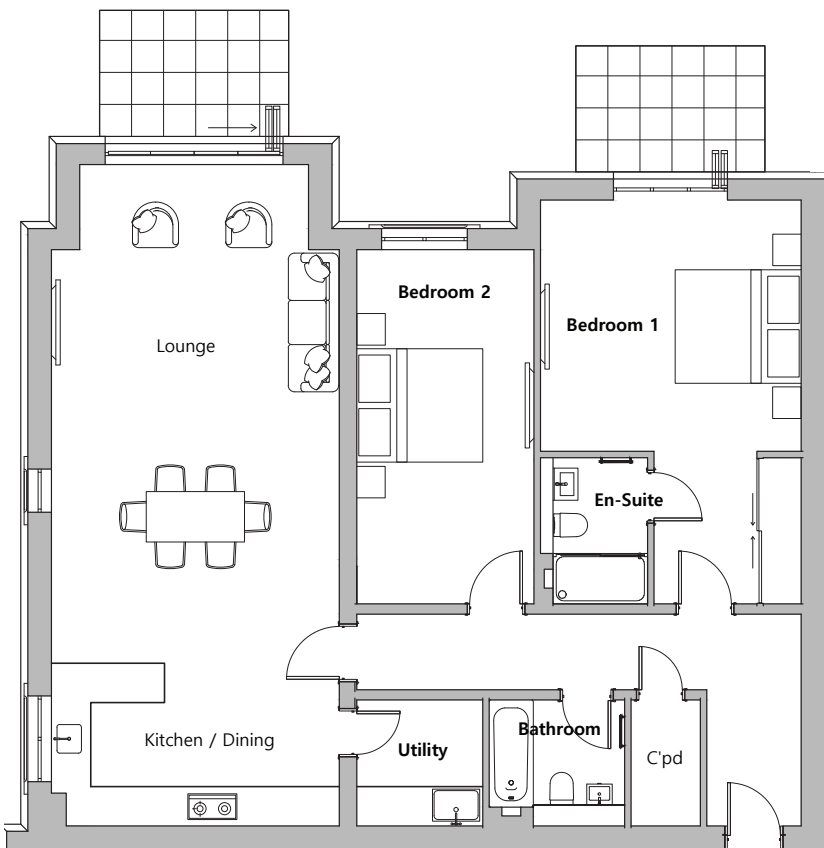 Bedroom 2
Bedroom 1
Lounge
En-Suite
Kitchen / Dining
Utility
Bathroom
C'pd